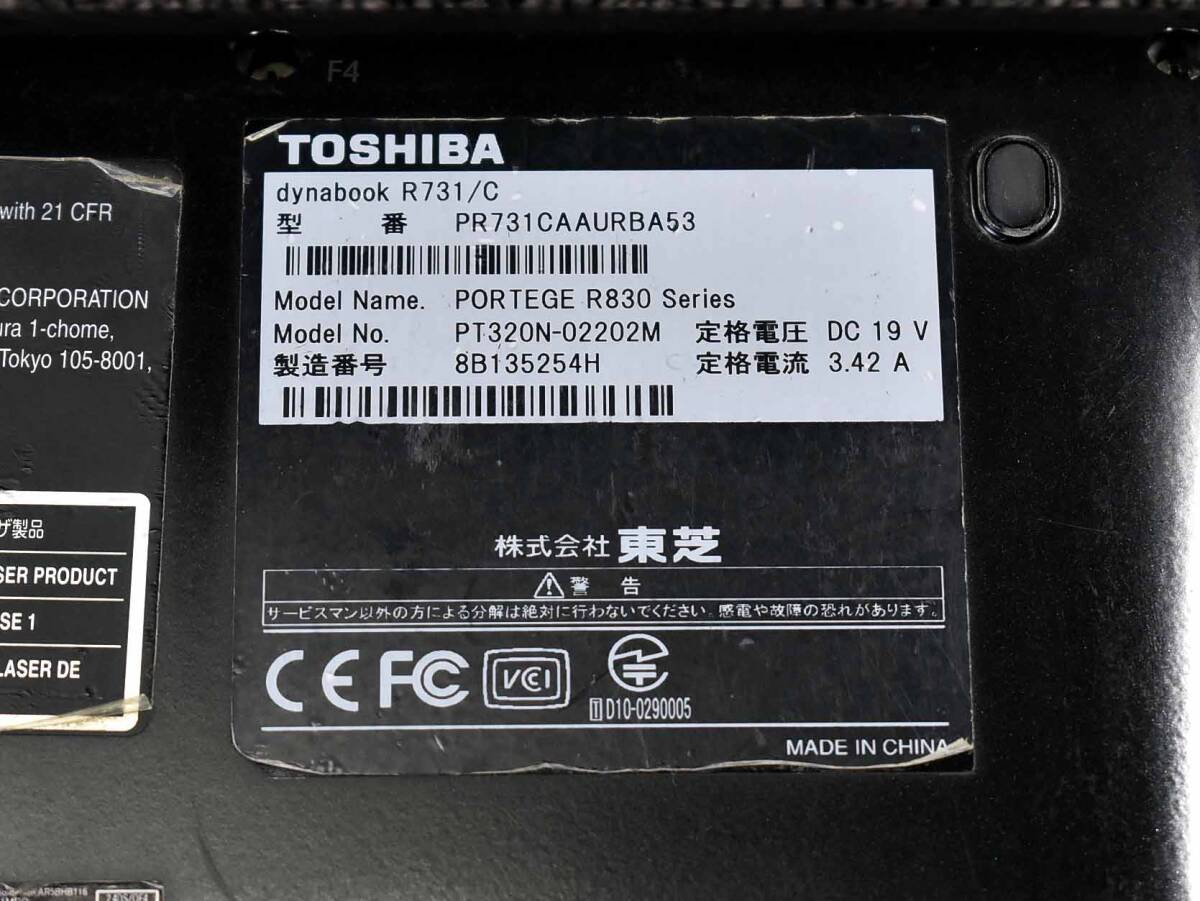 F4
TOSHIBA
dynabook R731/C
型 番 PR731CAAURBA53
Model Name. PORTEGE R830 Series
Model No. PT320N-02202M 定格電圧 DC 19 V
製造番号 8B135254H 定格電流 3.42 A
株式会社 東芝
警 告
サービスマン以外の方による分解は絶対に行わないでください。感電や故障の恐れがあります。
CE FC VCI
T D10-0290005
MADE IN CHINA
with 21 CFR
CORPORATION
ura 1-chome,
Tokyo 105-8001,
ザ製品
SER PRODUCT
SE 1
LASER DE
AR5BHB116